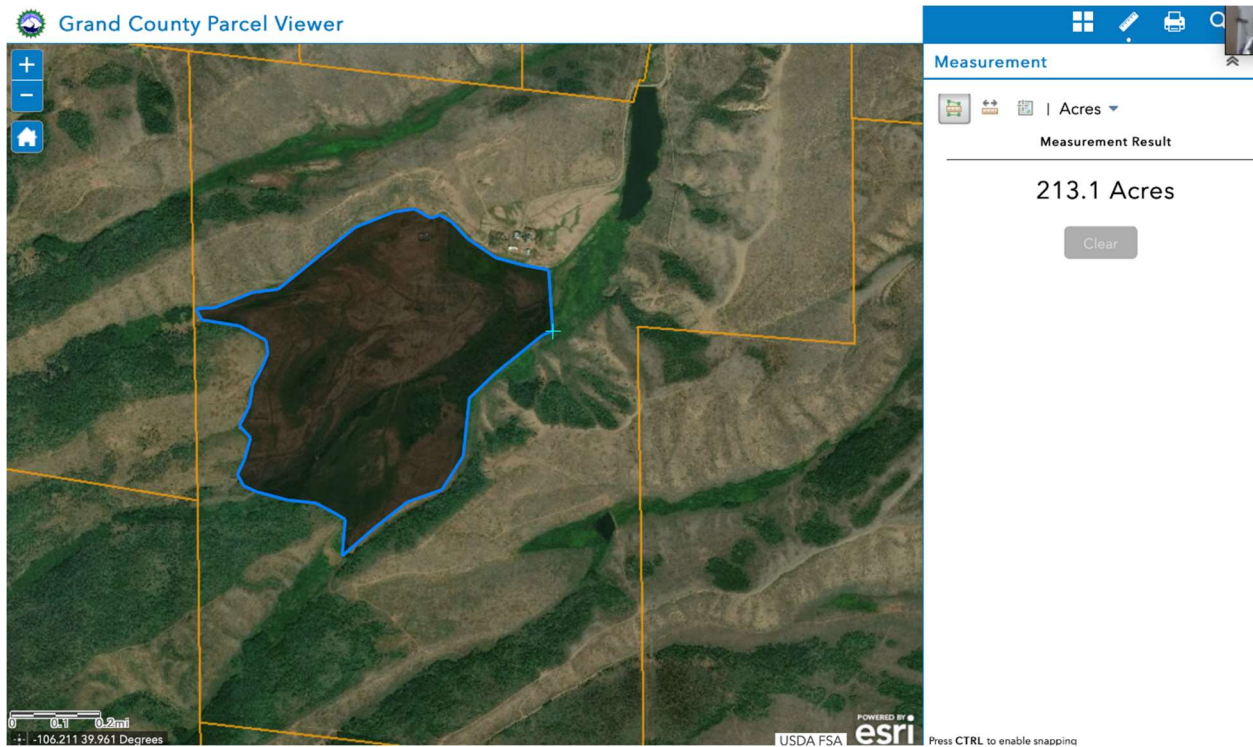 Grand County Parcel Viewer
Measurement
| Acres
Measurement Result
213.1 Acres
Clear
+
−
0 0.1 0.2mi
-106.211 39.961 Degrees
USDA FSA
POWERED BY
esri
Press CTRL to enable snapping